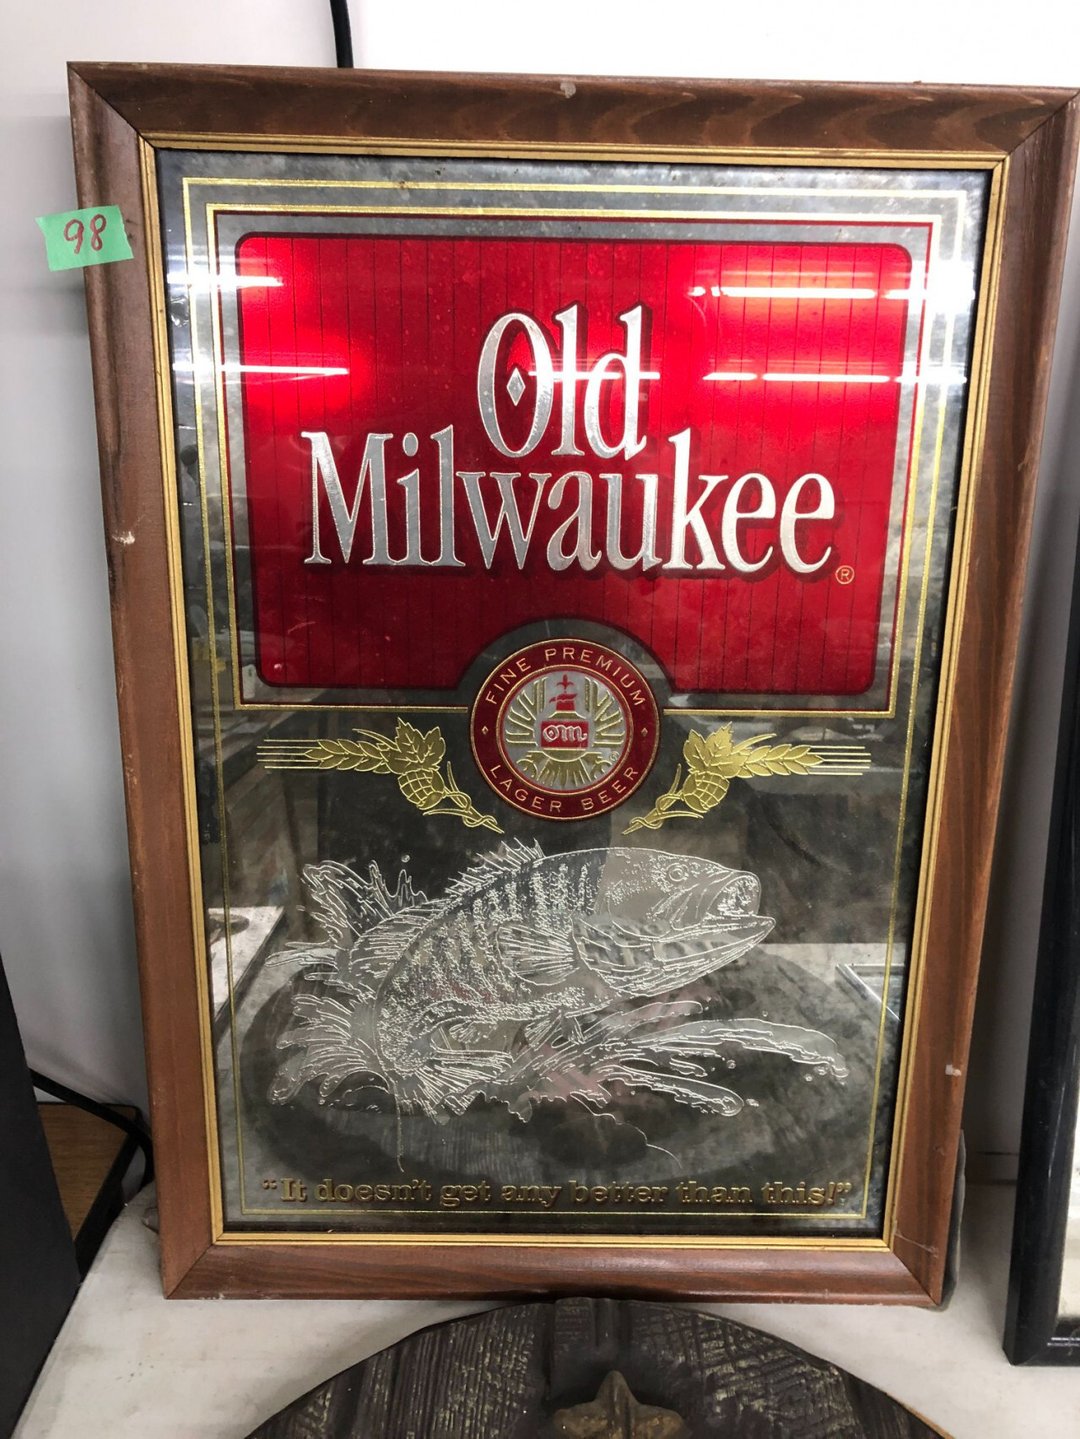 98
Old
Milwaukee®
FINE PREMIUM
om
LAGER BEER
“It doesn't get any better than this!”